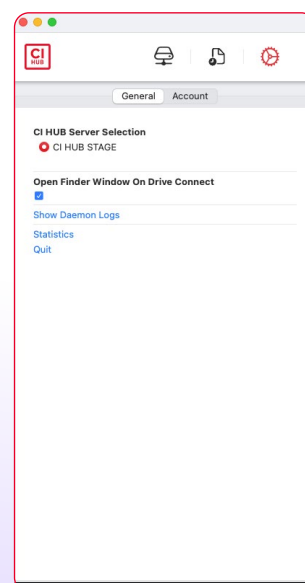 CI
HUB
General Account
CI HUB Server Selection
CI HUB STAGE
Open Finder Window On Drive Connect
Show Daemon Logs
Statistics
Quit